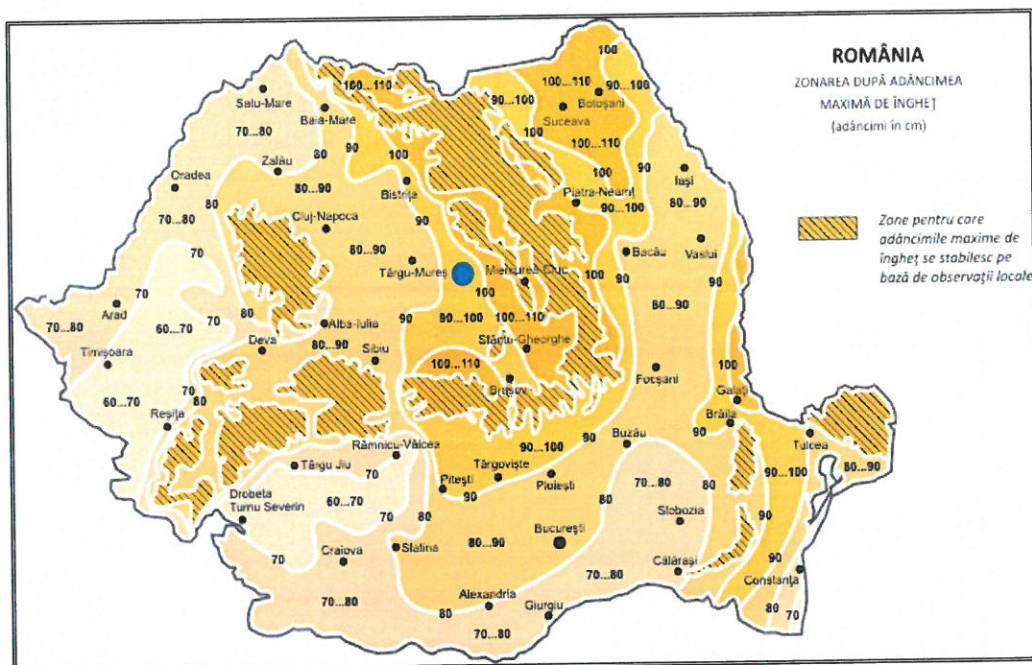 ROMÂNIA
ZONAREA DUPĂ ADÂNCIMEA
MAXIMĂ DE ÎNGHEȚ
(adâncimi în cm)
Zone pentru care
adâncimile maxime de
îngheț se stabilesc pe
bază de observații locale
100
100...110
100...110
90...100
90...100
Satu-Mare
Baia-Mare
Botoșani
Suceava
70...80
90
100
100
100...110
Zalău
80
80...90
Oradea
80
Bistrița
90
Iași
80...90
Piatra-Neamț
90...100
70...80
Cluj-Napoca
90
80...90
70
Târgu-Mureș
Miercurea-Ciuc
100
Bacău
90
Vaslui
90
70
100
80...90
Arad
70...80
60...70
70
80
Alba-Iulia
80...90
90
90...100
100...110
Timișoara
Deva
Sibiu
Sfântu-Gheorghe
100...110
Focșani
100
60...70
70
80
Brașov
Galați
Reșița
Brăila
90
Râmnicu-Vâlcea
90
Buzău
Tulcea
90...100
80...90
Târgu Jiu
70
Târgoviște
Pitești
Ploiești
90...100
80
70...80
80
Drobeta
Turnu Severin
60...70
90
70
80
București
Slobozia
90
Slatina
80...90
70
Craiova
70...80
Călărași
90
Constanța
70...80
Alexandria
80
Giurgiu
70...80
80
70